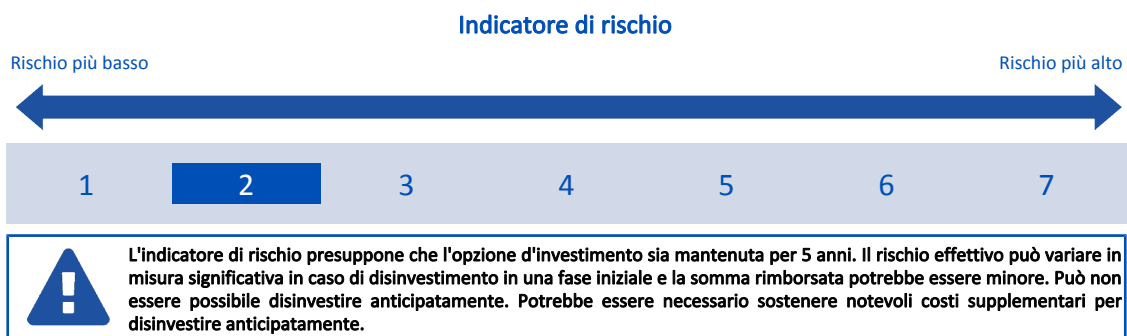 Indicatore di rischio
Rischio più basso
Rischio più alto
1 2 3 4 5 6 7
L'indicatore di rischio presuppone che l'opzione d'investimento sia mantenuta per 5 anni. Il rischio effettivo può variare in
misura significativa in caso di disinvestimento in una fase iniziale e la somma rimborsata potrebbe essere minore. Può non
essere possibile disinvestire anticipatamente. Potrebbe essere necessario sostenere notevoli costi supplementari per
disinvestire anticipatamente.